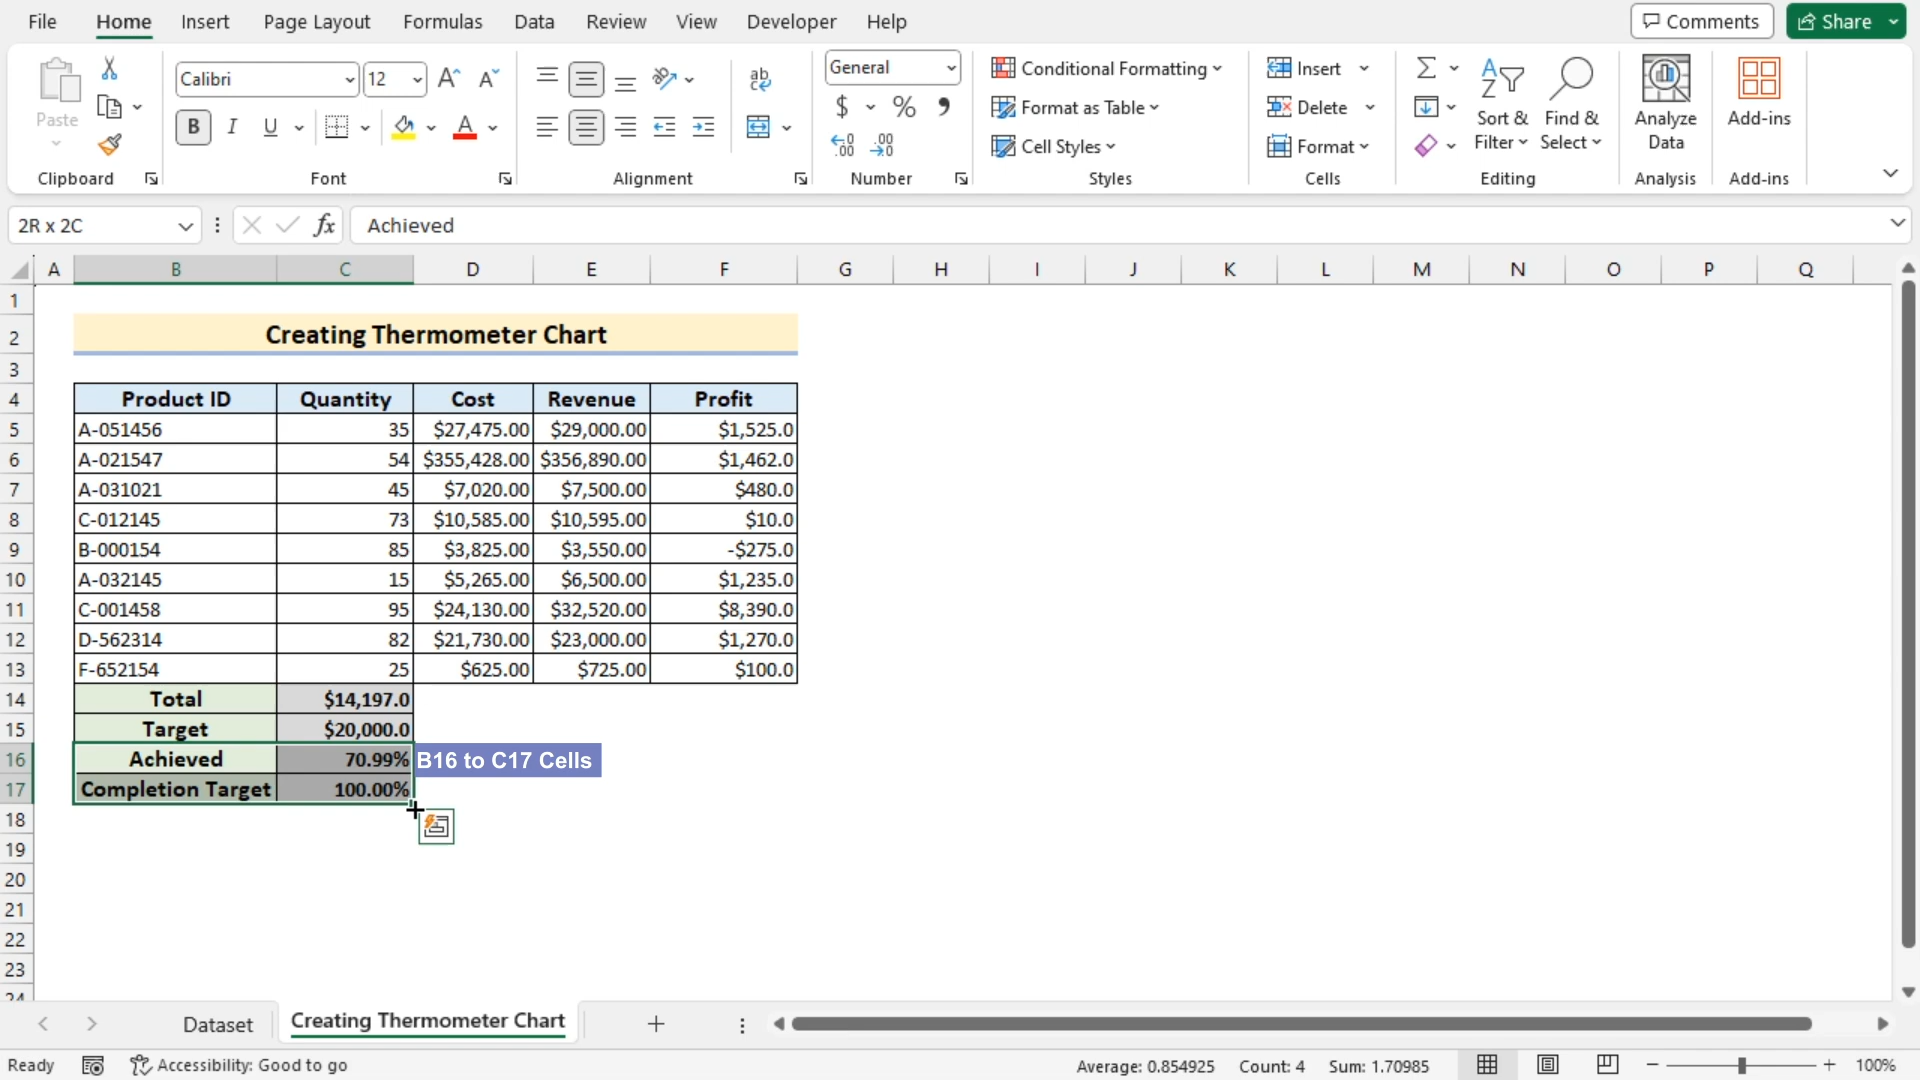 File Home Insert Page Layout Formulas Data Review View Developer Help Comments Share
Paste
Clipboard
Calibri 12
B I U A
Font
ab
Alignment
General
$ % ,
Number
Conditional Formatting
Format as Table
Cell Styles
Styles
Insert
Delete
Format
Cells
Sort & Filter
Find & Select
Editing
Analyze Data
Analysis
Add-ins
Add-ins
2R x 2C fx Achieved
A B C D E F G H I J K L M N O P Q
1
2 Creating Thermometer Chart
3
4 Product ID Quantity Cost Revenue Profit
5 A-051456 35 $27,475.00 $29,000.00 $1,525.0
6 A-021547 54 $355,428.00 $356,890.00 $1,462.0
7 A-031021 45 $7,020.00 $7,500.00 $480.0
8 C-012145 73 $10,585.00 $10,595.00 $10.0
9 B-000154 85 $3,825.00 $3,550.00 -$275.0
10 A-032145 15 $5,265.00 $6,500.00 $1,235.0
11 C-001458 95 $24,130.00 $32,520.00 $8,390.0
12 D-562314 82 $21,730.00 $23,000.00 $1,270.0
13 F-652154 25 $625.00 $725.00 $100.0
14 Total $14,197.0
15 Target $20,000.0
16 Achieved 70.99% B16 to C17 Cells
17 Completion Target 100.00%
18
19
20
21
22
23
24
Dataset Creating Thermometer Chart
Ready Accessibility: Good to go Average: 0.854925 Count: 4 Sum: 1.70985 100%